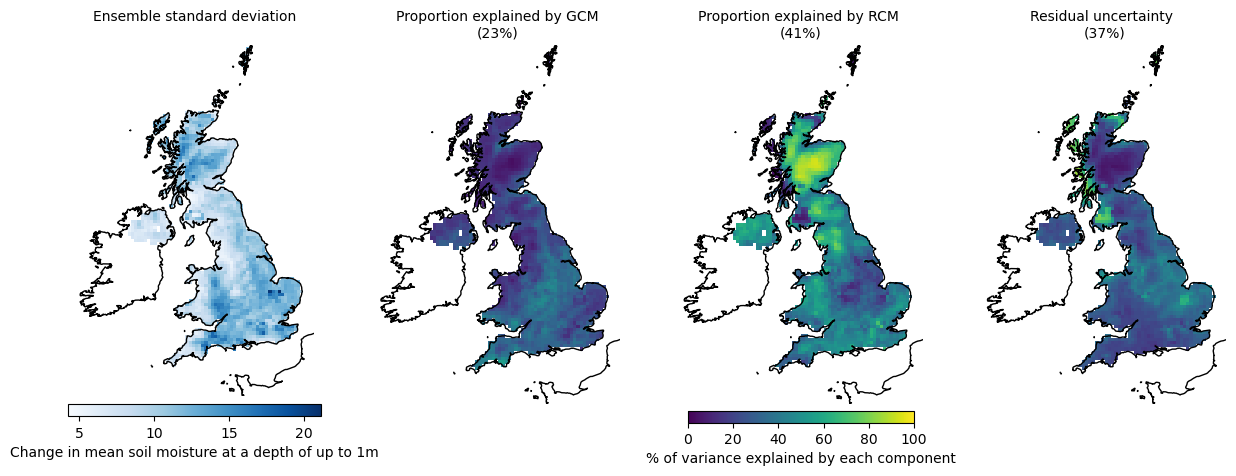 Ensemble standard deviation
Proportion explained by GCM
(23%)
Proportion explained by RCM
(41%)
Residual uncertainty
(37%)
5 10 15 20
Change in mean soil moisture at a depth of up to 1m
0 20 40 60 80 100
% of variance explained by each component